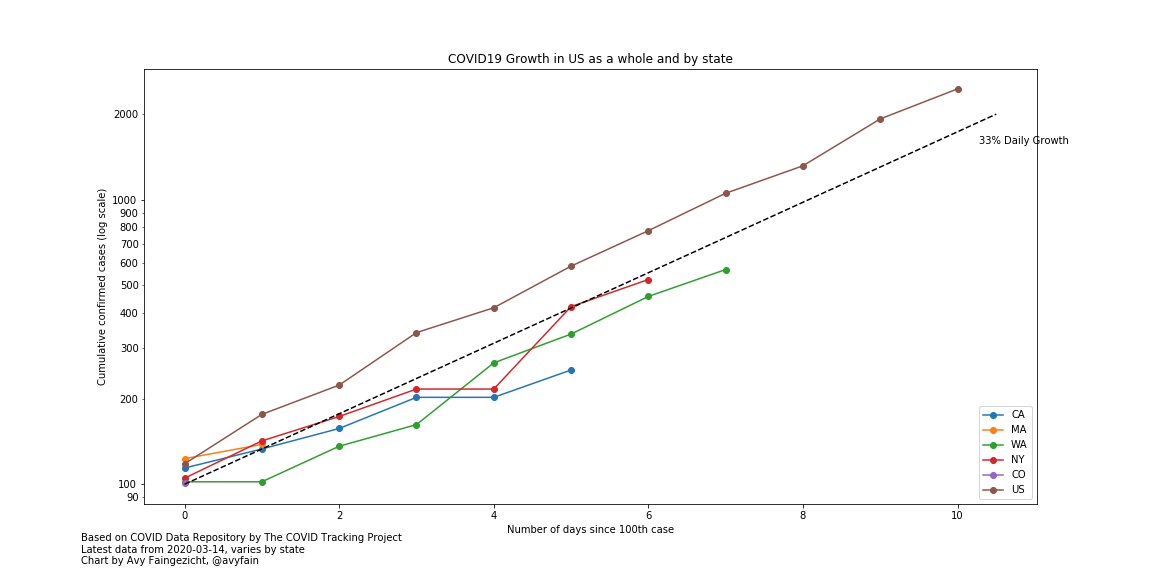 COVID19 Growth in US as a whole and by state
Cumulative confirmed cases (log scale)
2000
1000
900
800
700
600
500
400
300
200
100
90
33% Daily Growth
CA
MA
WA
NY
CO
US
0 2 4 6 8 10
Number of days since 100th case
Based on COVID Data Repository by The COVID Tracking Project
Latest data from 2020-03-14, varies by state
Chart by Avy Faingezicht, @avyfain